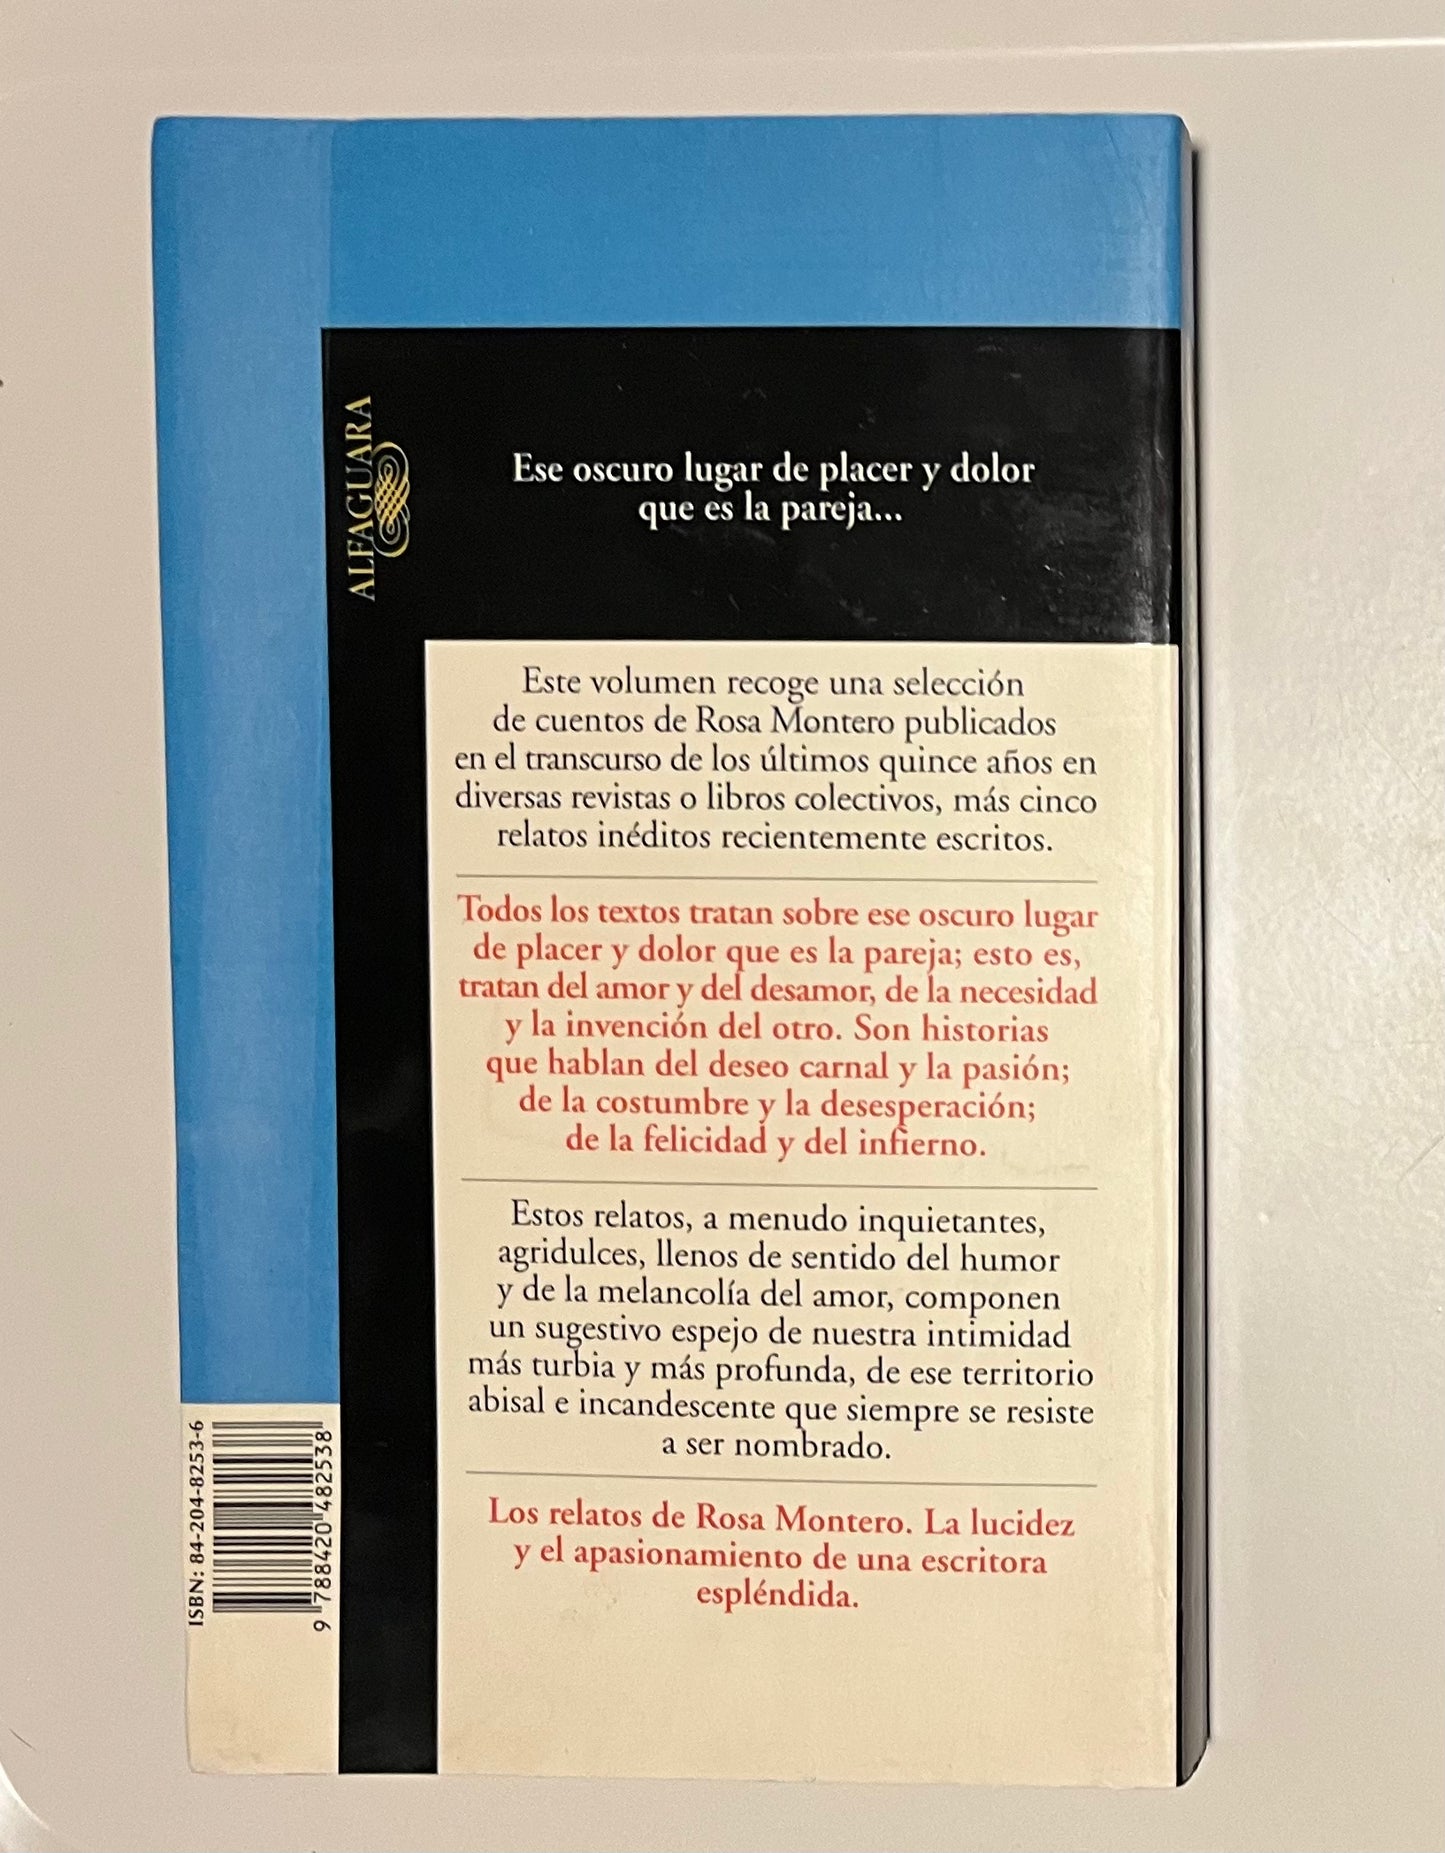 ALFAGUARA
Ese oscuro lugar de placer y dolor
que es la pareja...
Este volumen recoge una selección
de cuentos de Rosa Montero publicados
en el transcurso de los últimos quince años en
diversas revistas o libros colectivos, más cinco
relatos inéditos recientemente escritos.
Todos los textos tratan sobre ese oscuro lugar
de placer y dolor que es la pareja; esto es,
tratan del amor y del desamor, de la necesidad
y la invención del otro. Son historias
que hablan del deseo carnal y la pasión;
de la costumbre y la desesperación;
de la felicidad y del infierno.
Estos relatos, a menudo inquietantes,
agridulces, llenos de sentido del humor
y de la melancolía del amor, componen
un sugestivo espejo de nuestra intimidad
más turbia y más profunda, de ese territorio
abisal e incandescente que siempre se resiste
a ser nombrado.
Los relatos de Rosa Montero. La lucidez
y el apasionamiento de una escritora
espléndida.
ISBN: 84-204-8253-6
9 788420 482538